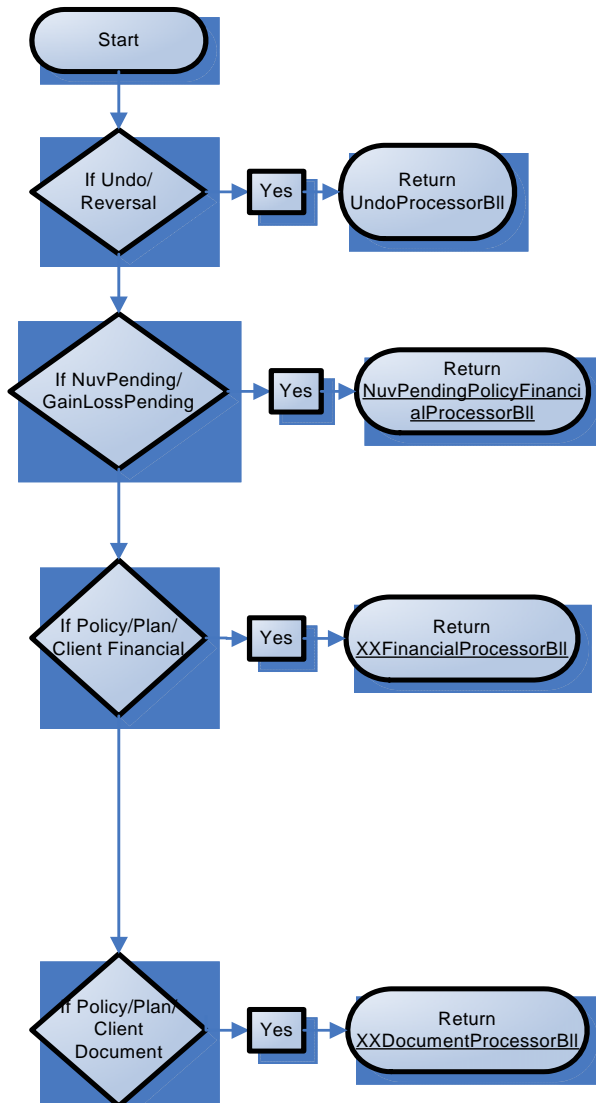 Start
If Undo/
Reversal
Yes
Return
UndoProcessorBll
If NuvPending/
GainLossPending
Yes
Return
NuvPendingPolicyFinanci
alProcessorBll
If Policy/Plan/
Client Financial
Yes
Return
XXFinancialProcessorBll
If Policy/Plan/
Client
Document
Yes
Return
XXDocumentProcessorBll